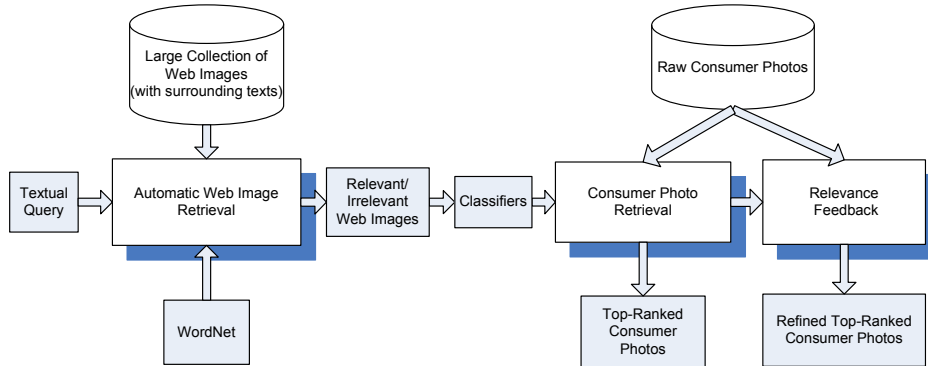 Large Collection of
Web Images
(with surrounding texts)
Raw Consumer Photos
Textual
Query
Automatic Web Image
Retrieval
Relevant/
Irrelevant
Web Images
Classifiers
Consumer Photo
Retrieval
Relevance
Feedback
WordNet
Top-Ranked
Consumer
Photos
Refined Top-Ranked
Consumer Photos